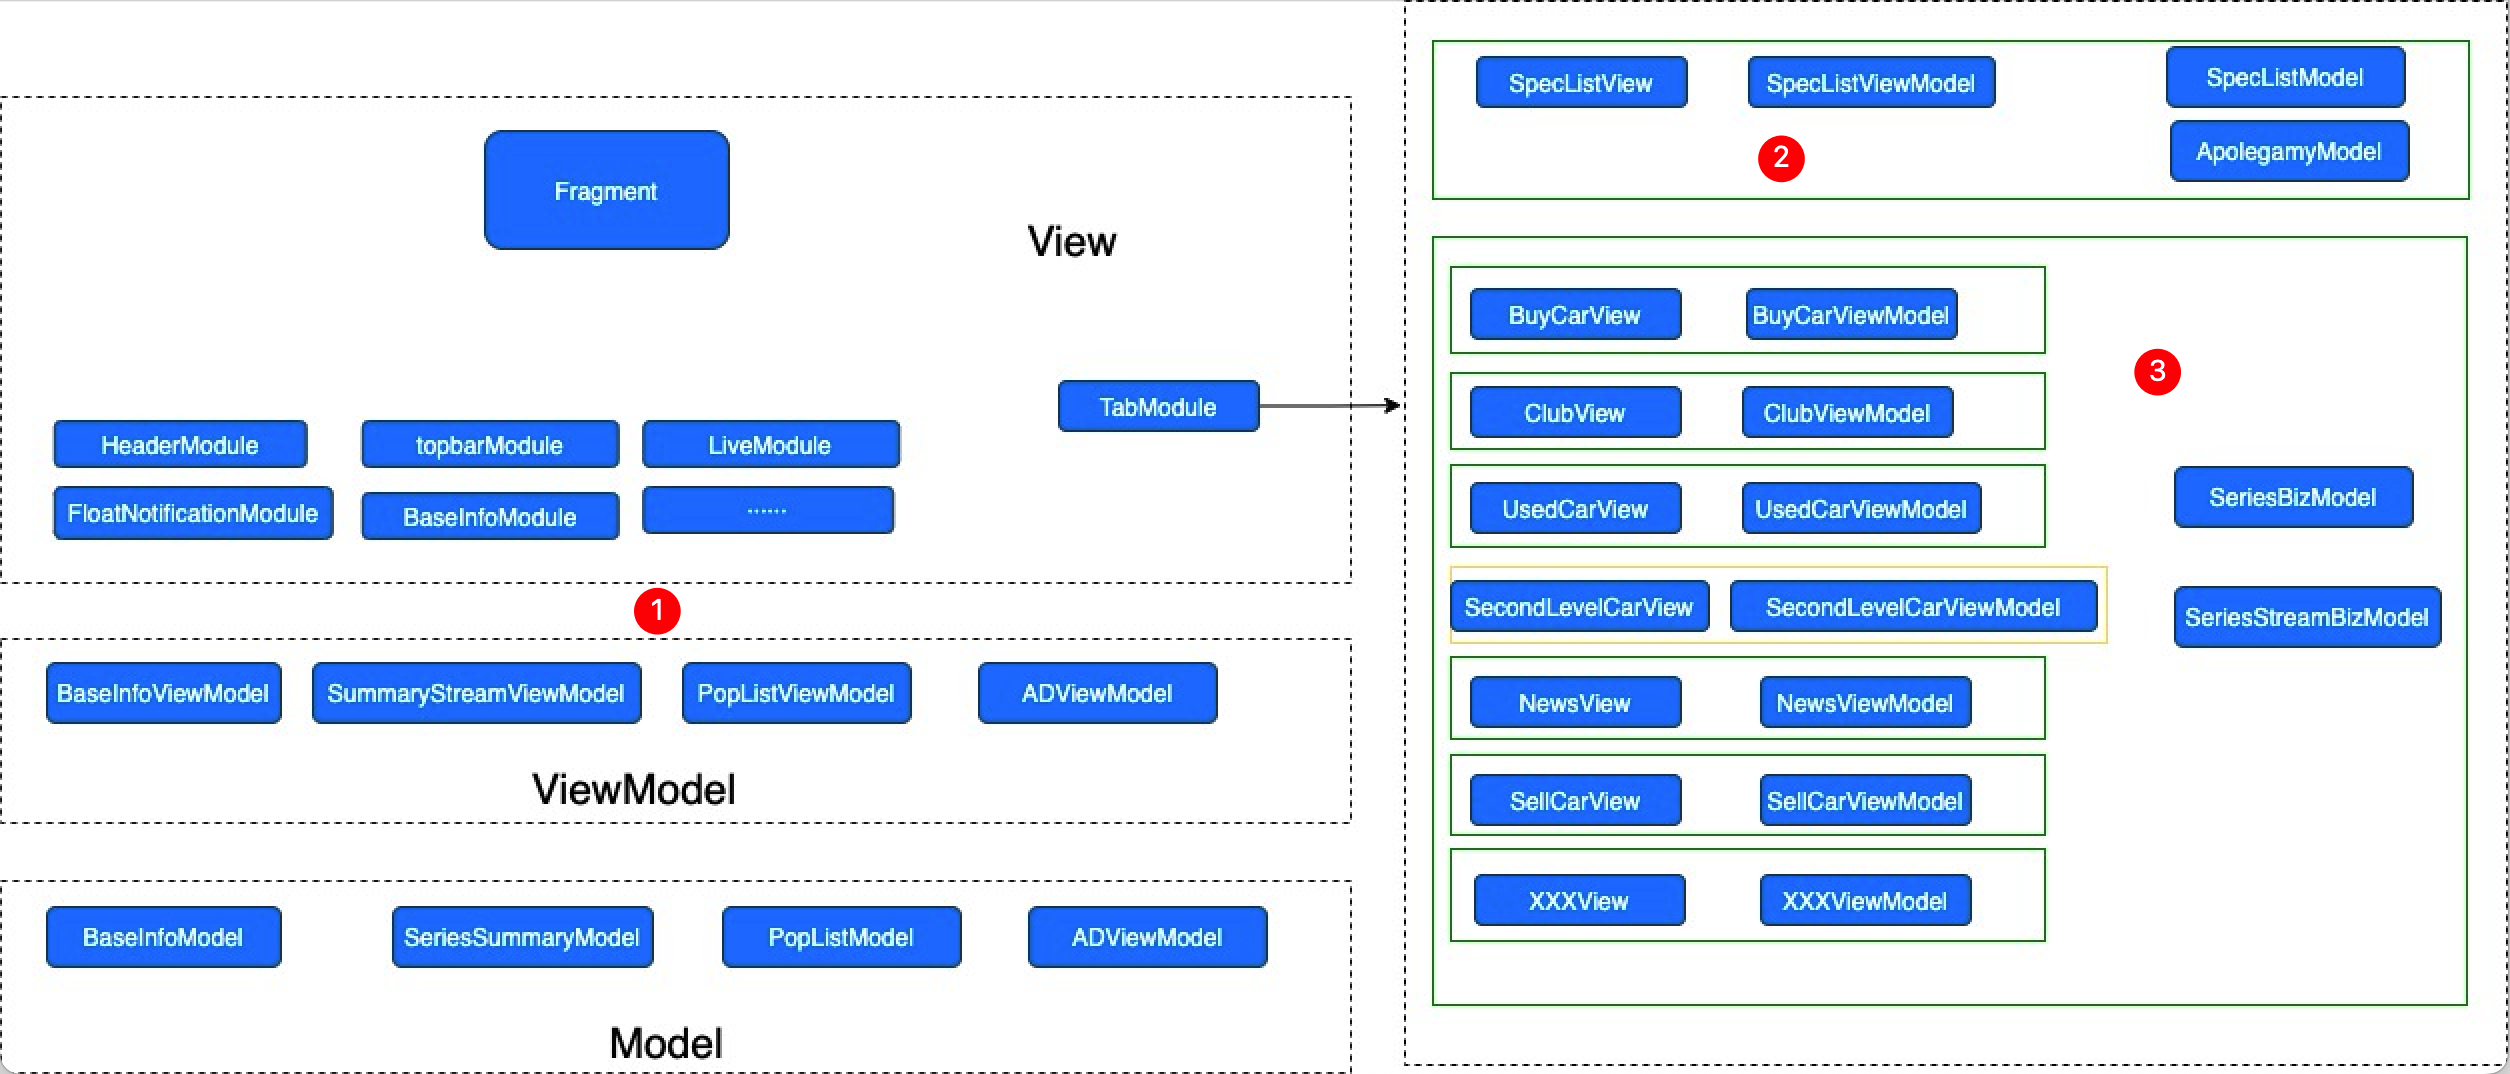 Fragment
View
TabModule
HeaderModule
topbarModule
LiveModule
FloatNotificationModule
BaseInfoModule
......
1
BaseInfoViewModel
SummaryStreamViewModel
PopListViewModel
ADViewModel
ViewModel
BaseInfoModel
SeriesSummaryModel
PopListModel
ADViewModel
Model
SpecListView
SpecListViewModel
SpecListModel
2
ApolegamyModel
BuyCarView
BuyCarViewModel
3
ClubView
ClubViewModel
UsedCarView
UsedCarViewModel
SeriesBizModel
SecondLevelCarView
SecondLevelCarViewModel
SeriesStreamBizModel
NewsView
NewsViewModel
SellCarView
SellCarViewModel
XXXView
XXXViewModel